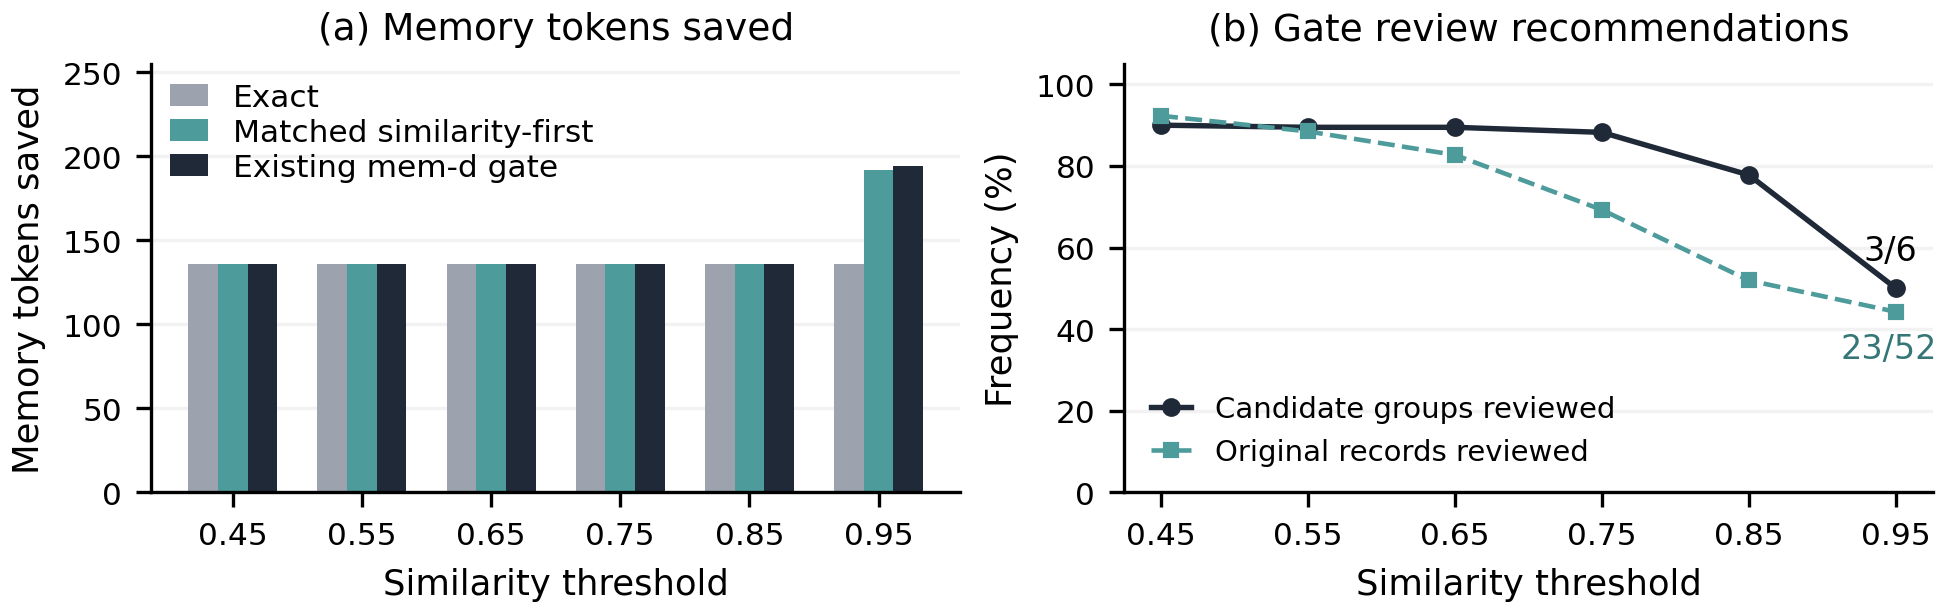 (a) Memory tokens saved
Memory tokens saved
250
200
150
100
50
0
Exact
Matched similarity-first
Existing mem-d gate
0.45 0.55 0.65 0.75 0.85 0.95
Similarity threshold
(b) Gate review recommendations
Frequency (%)
100
80
60
40
20
0
3/6
23/52
Candidate groups reviewed
Original records reviewed
0.45 0.55 0.65 0.75 0.85 0.95
Similarity threshold